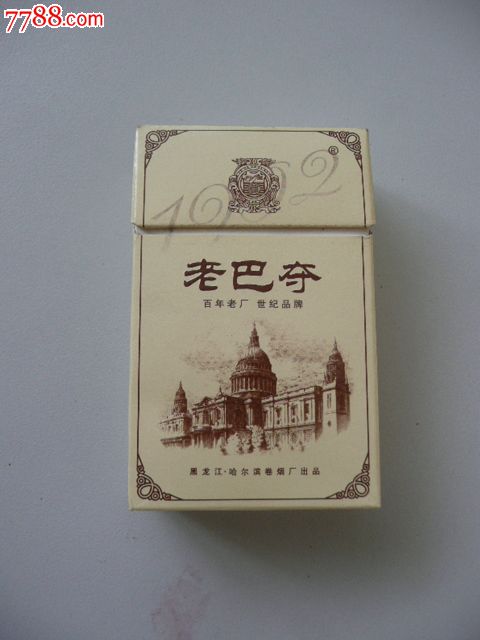 7788.com
1902
®
老巴夺
百年老厂 世纪品牌
黑龙江·哈尔滨卷烟厂出品